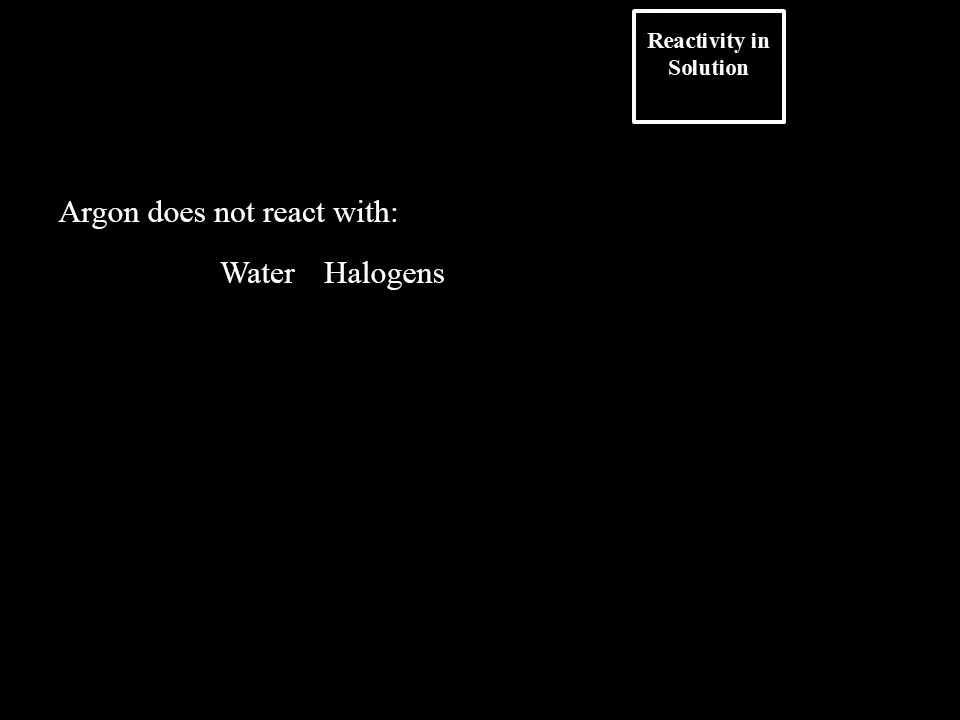 Reactivity in
Solution
Argon does not react with:
Water Halogens